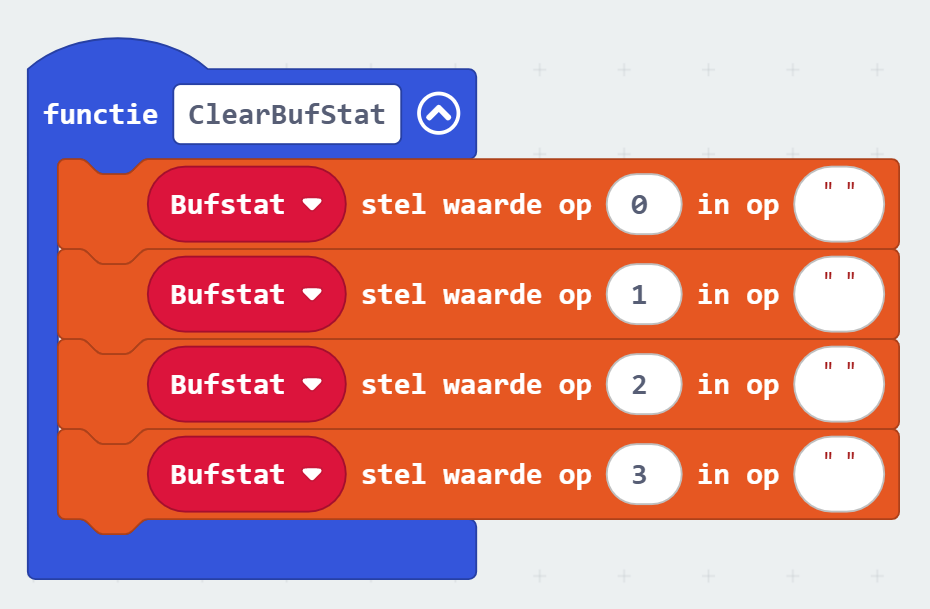 functie ClearBufStat
Bufstat stel waarde op 0 in op " "
Bufstat stel waarde op 1 in op " "
Bufstat stel waarde op 2 in op " "
Bufstat stel waarde op 3 in op " "